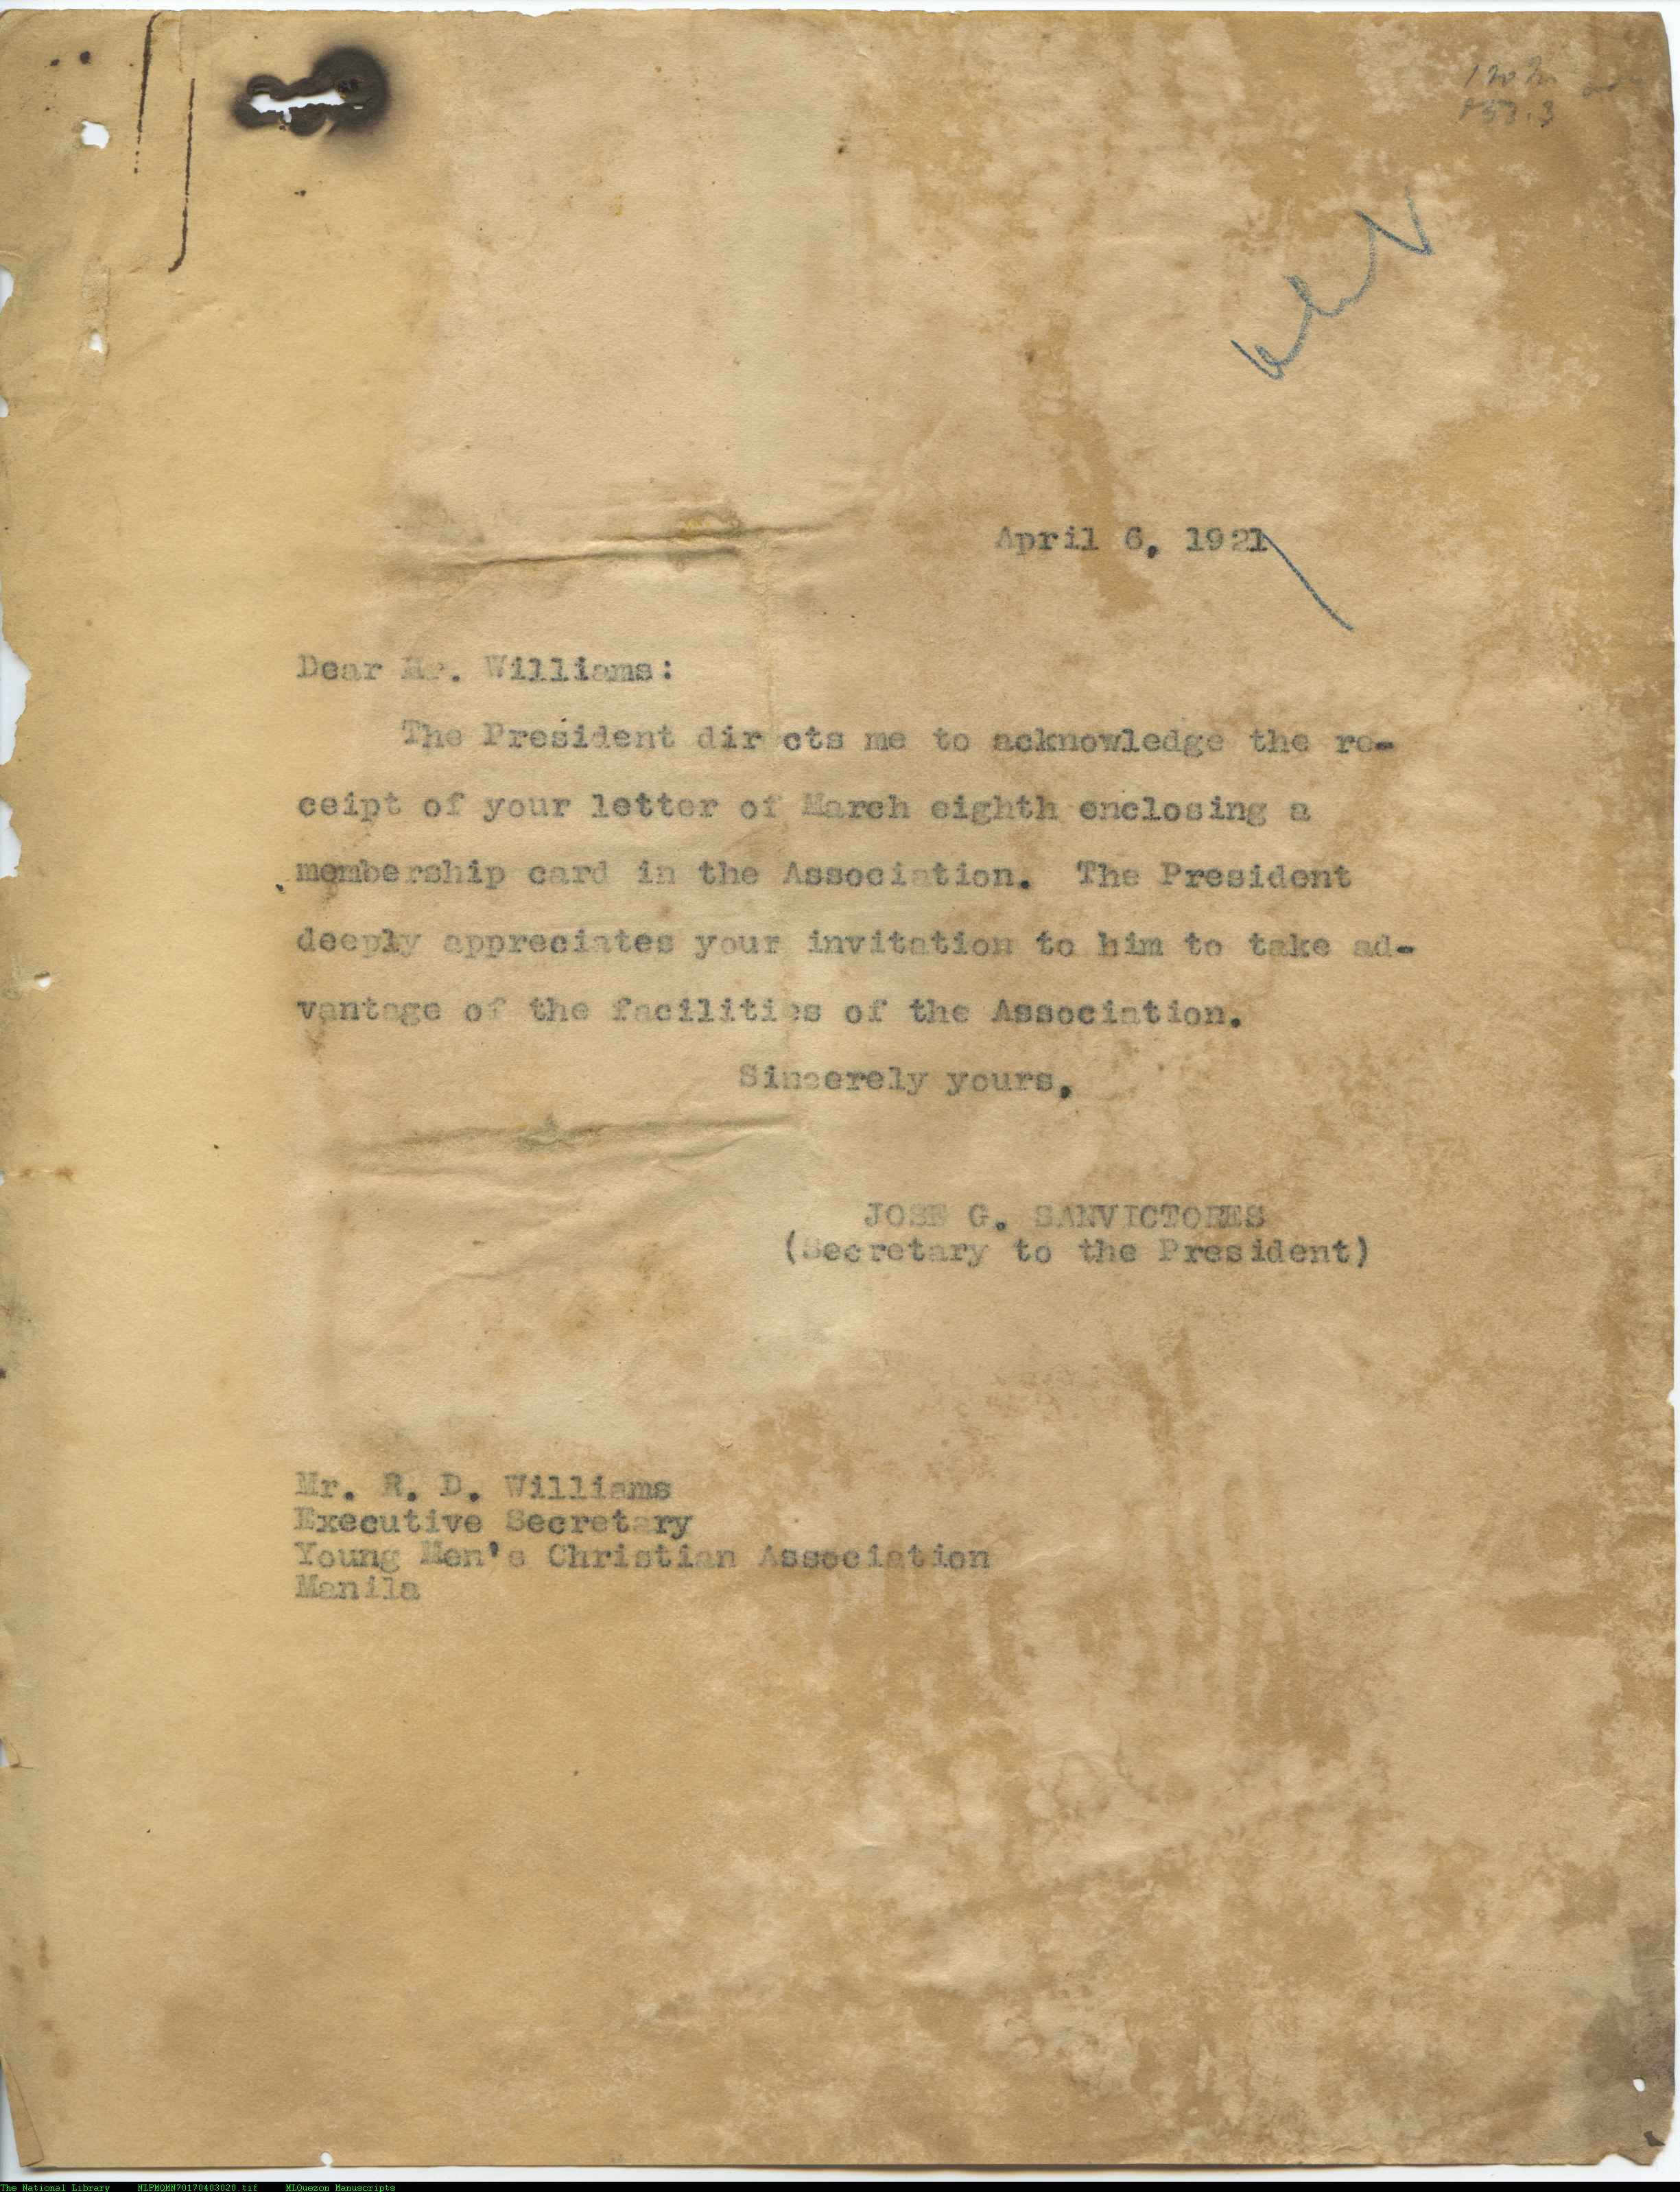 April 6, 1921
Dear Mr. Williams:
The President directs me to acknowledge the re-
ceipt of your letter of March eighth enclosing a
membership card in the Association. The President
deeply appreciates your invitation to him to take ad-
vantage of the facilities of the Association.
Sincerely yours,
JOSE G. SANVICTORES
(Secretary to the President)
Mr. R. D. Williams
Executive Secretary
Young Men's Christian Association
Manila
The National Library NLPMQMN70170403020.tif MLQuezon Manuscripts